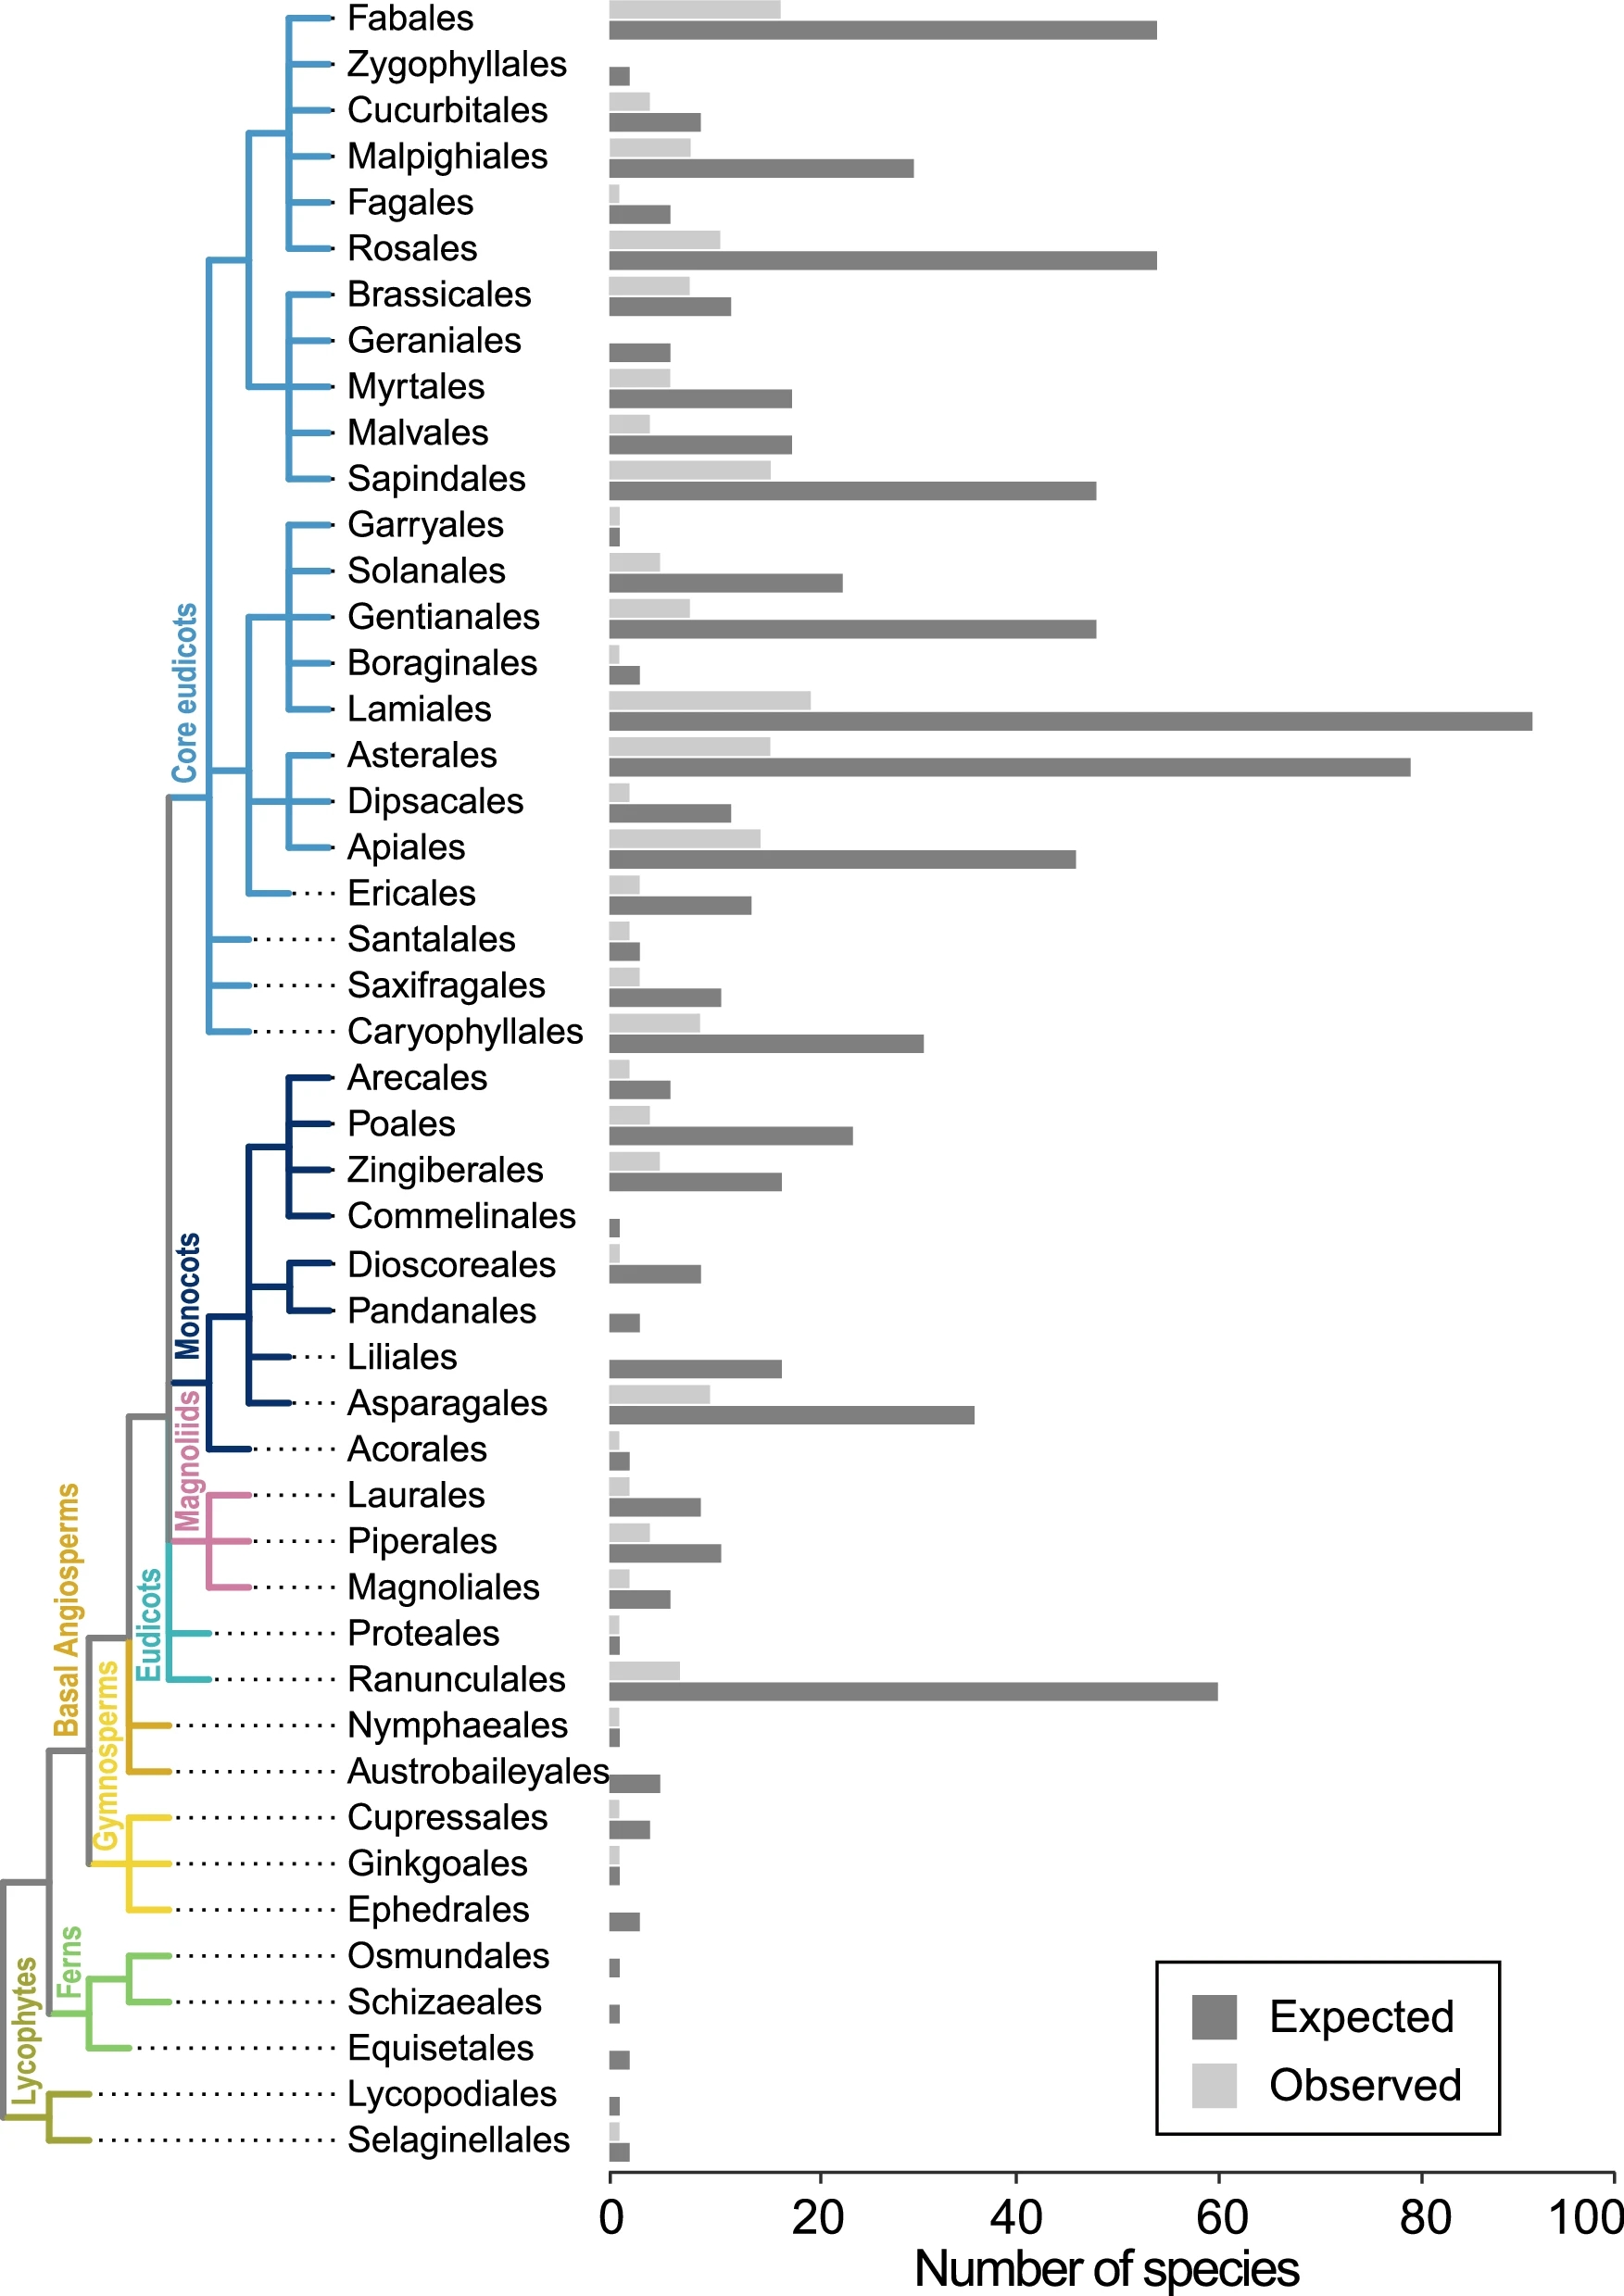 Fabales
Zygophyllales
Cucurbitales
Malpighiales
Fagales
Rosales
Brassicales
Geraniales
Myrtales
Malvales
Sapindales
Garryales
Solanales
Gentianales
Boraginales
Lamiales
Asterales
Dipsacales
Apiales
Ericales
Santalales
Saxifragales
Caryophyllales
Arecales
Poales
Zingiberales
Commelinales
Dioscoreales
Pandanales
Liliales
Asparagales
Acorales
Laurales
Piperales
Magnoliales
Proteales
Ranunculales
Nymphaeales
Austrobaileyales
Cupressales
Ginkgoales
Ephedrales
Osmundales
Schizaeales
Equisetales
Lycopodiales
Selaginellales
Core eudicots
Monocots
Magnoliids
Eudicots
Basal Angiosperms
Gymnosperms
Ferns
Lycophytes
Expected
Observed
0 20 40 60 80 100
Number of species